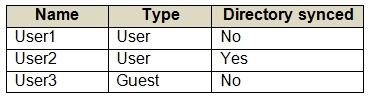 Name Type Directory synced
User1 User No
User2 User Yes
User3 Guest No